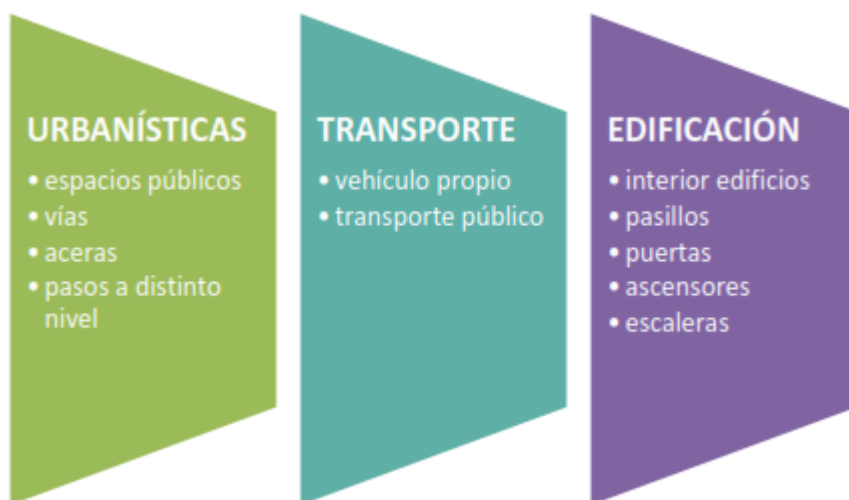 URBANÍSTICAS
• espacios públicos
• vías
• aceras
• pasos a distinto
nivel
TRANSPORTE
• vehículo propio
• transporte público
EDIFICACIÓN
• interior edificios
• pasillos
• puertas
• ascensores
• escaleras